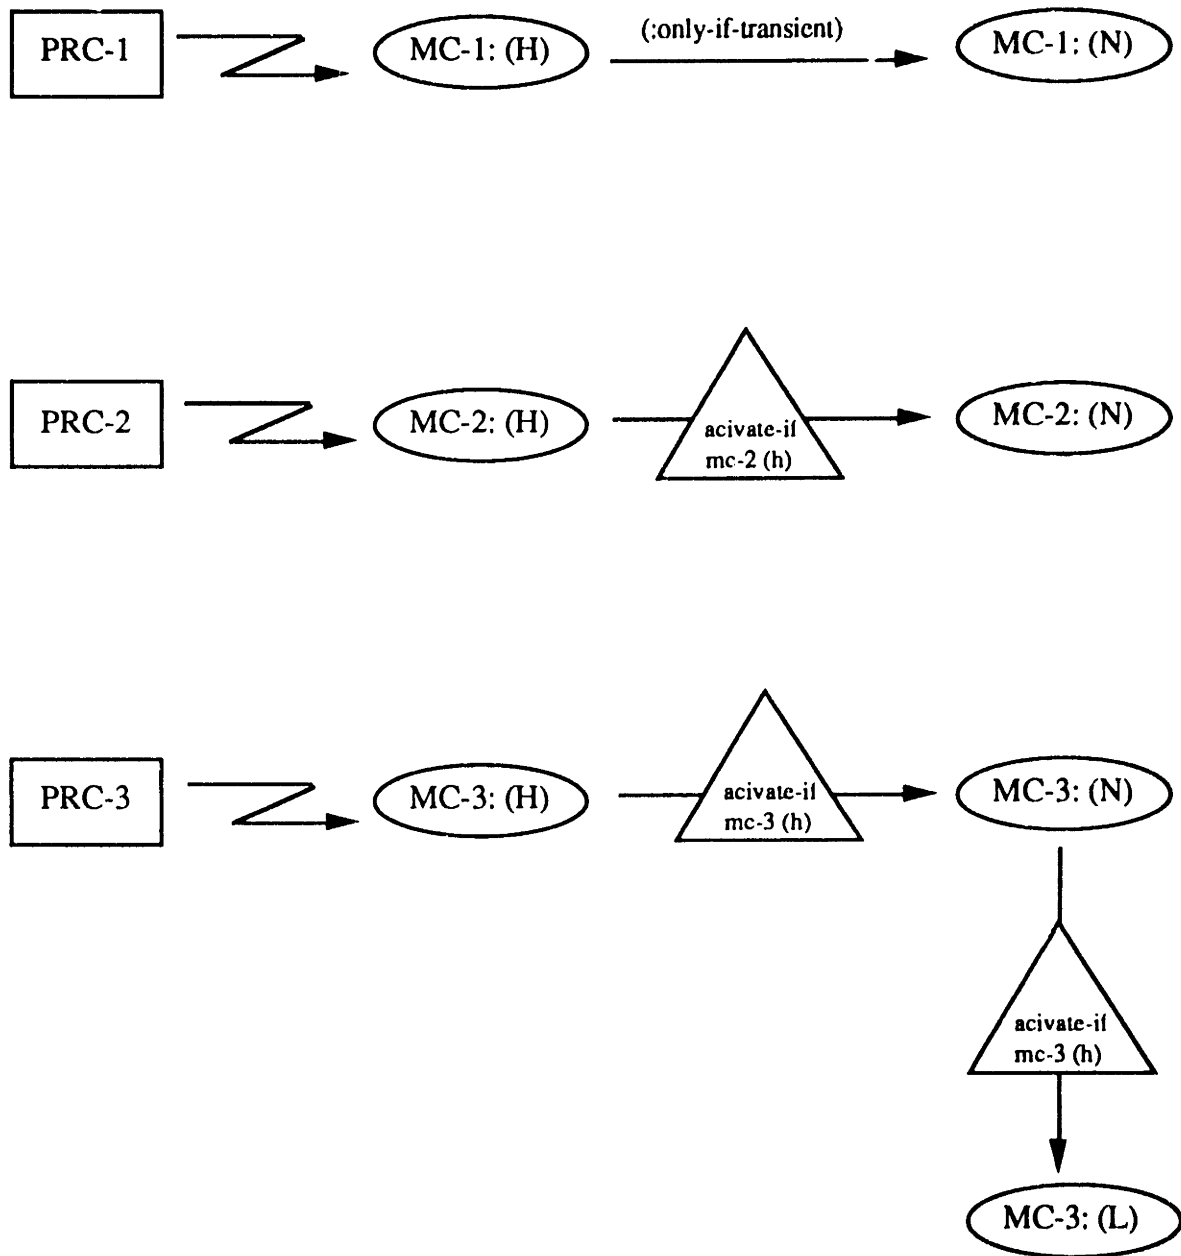 PRC-1
MC-1: (H)
(:only-if-transient)
MC-1: (N)
PRC-2
MC-2: (H)
acivate-if
mc-2 (h)
MC-2: (N)
PRC-3
MC-3: (H)
acivate-if
mc-3 (h)
MC-3: (N)
acivate-if
mc-3 (h)
MC-3: (L)